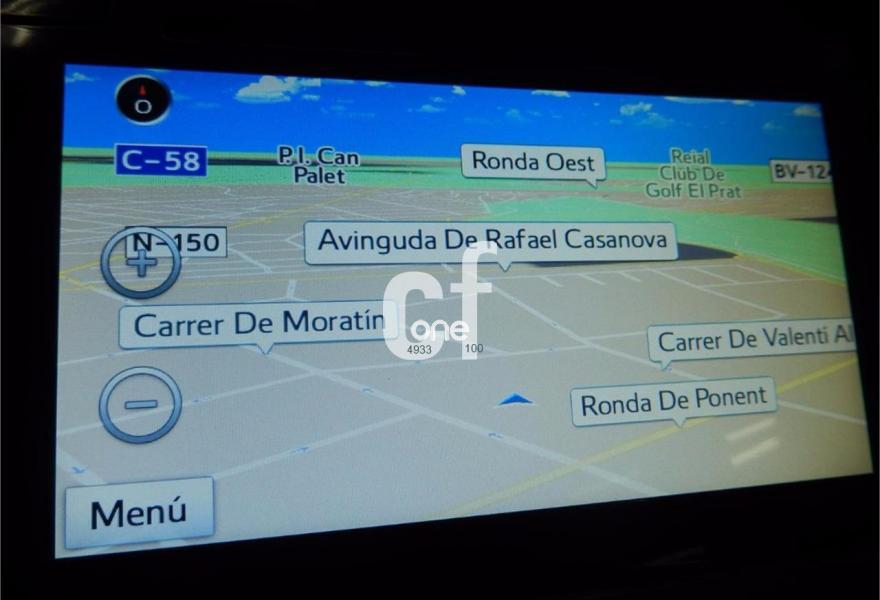 O
C-58
P.I. Can
Palet
Ronda Oest
Reial
Club De
Golf El Prat
BV-124
N-150
Avinguda De Rafael Casanova
Carrer De Moratín
cf
one
4933 100
Carrer De Valentí Al
Ronda De Ponent
Menú